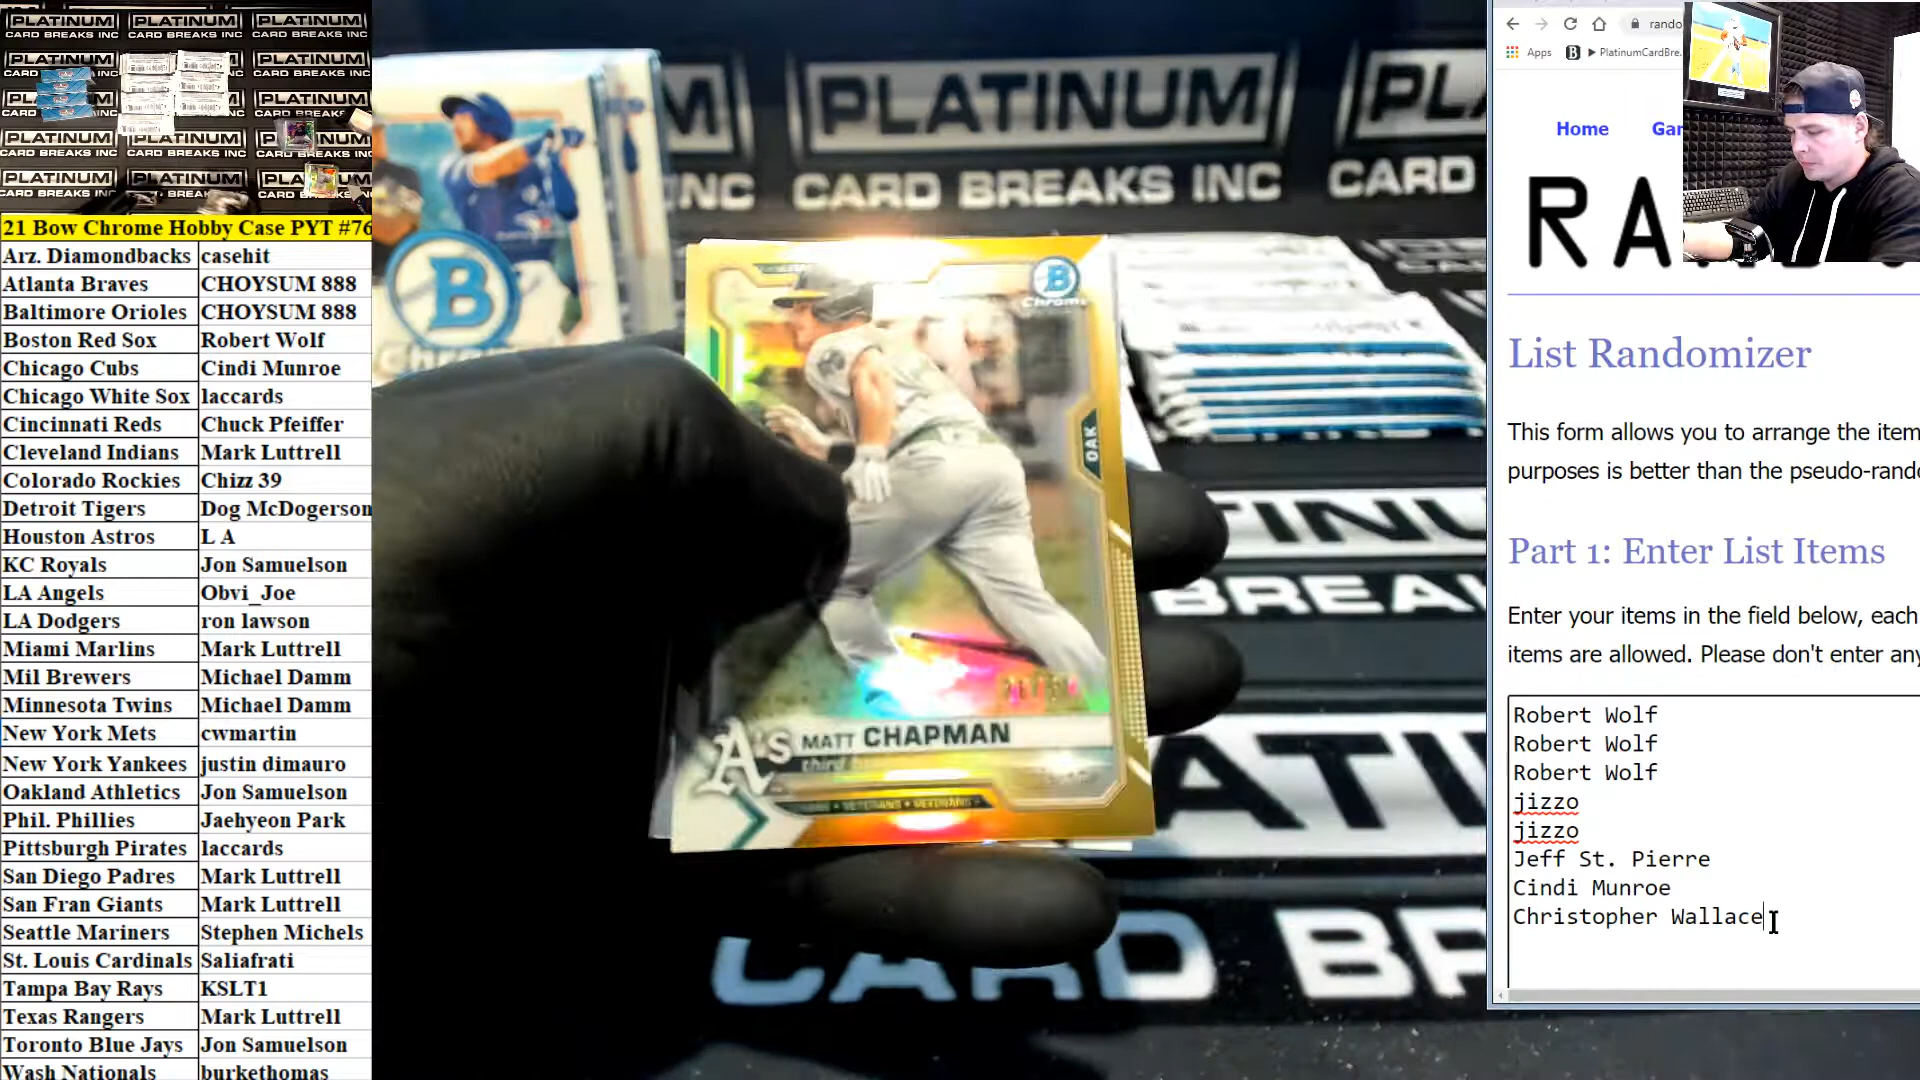 PLATINUM PLATINUM PLATINUM
CARD BREAKS INC CARD BREAKS INC CARD BREAKS INC
21 Bow Chrome Hobby Case PYT #76
Arz. Diamondbacks casehit
Atlanta Braves CHOYSUM 888
Baltimore Orioles CHOYSUM 888
Boston Red Sox Robert Wolf
Chicago Cubs Cindi Munroe
Chicago White Sox laccards
Cincinnati Reds Chuck Pfeiffer
Cleveland Indians Mark Luttrell
Colorado Rockies Chizz 39
Detroit Tigers Dog McDogerson
Houston Astros L A
KC Royals Jon Samuelson
LA Angels Obvi_Joe
LA Dodgers ron lawson
Miami Marlins Mark Luttrell
Mil Brewers Michael Damm
Minnesota Twins Michael Damm
New York Mets cwmartin
New York Yankees justin dimauro
Oakland Athletics Jon Samuelson
Phil. Phillies Jaehyeon Park
Pittsburgh Pirates laccards
San Diego Padres Mark Luttrell
San Fran Giants Mark Luttrell
Seattle Mariners Stephen Michels
St. Louis Cardinals Saliafrati
Tampa Bay Rays KSLT1
Texas Rangers Mark Luttrell
Toronto Blue Jays Jon Samuelson
Wash Nationals burkethomas
PLATINUM
CARD BREAKS INC
CARD
B
B
Chrome
OAK
A's
MATT CHAPMAN
third
CARD BR
rando
Apps
PlatinumCardBre
Home Gar
RA
List Randomizer
This form allows you to arrange the item
purposes is better than the pseudo-rand
Part 1: Enter List Items
Enter your items in the field below, each
items are allowed. Please don't enter any
Robert Wolf
Robert Wolf
Robert Wolf
jizzo
jizzo
Jeff St. Pierre
Cindi Munroe
Christopher Wallace